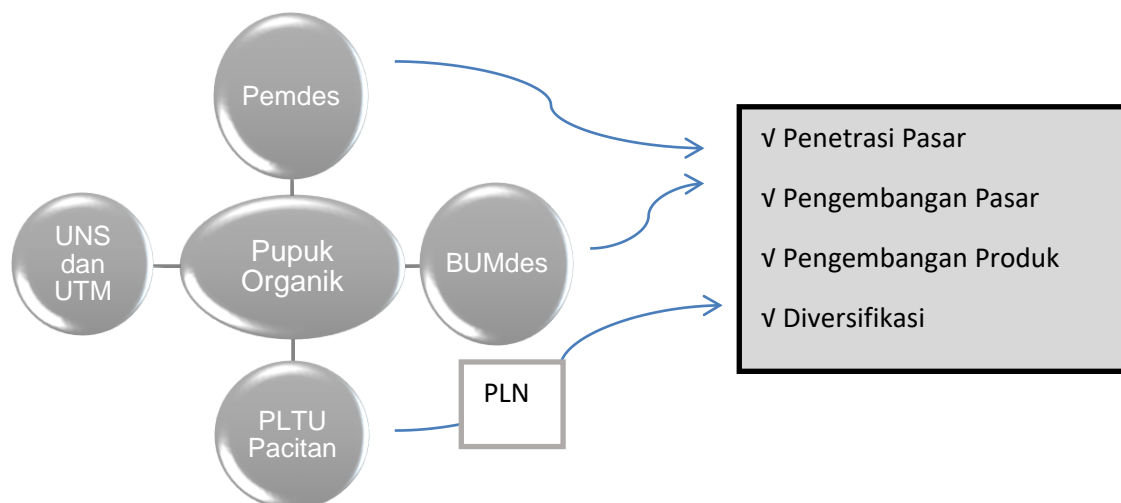 Pemdes
UNS
dan
UTM
Pupuk
Organik
BUMdes
PLTU
Pacitan
PLN
√ Penetrasi Pasar
√ Pengembangan Pasar
√ Pengembangan Produk
√ Diversifikasi